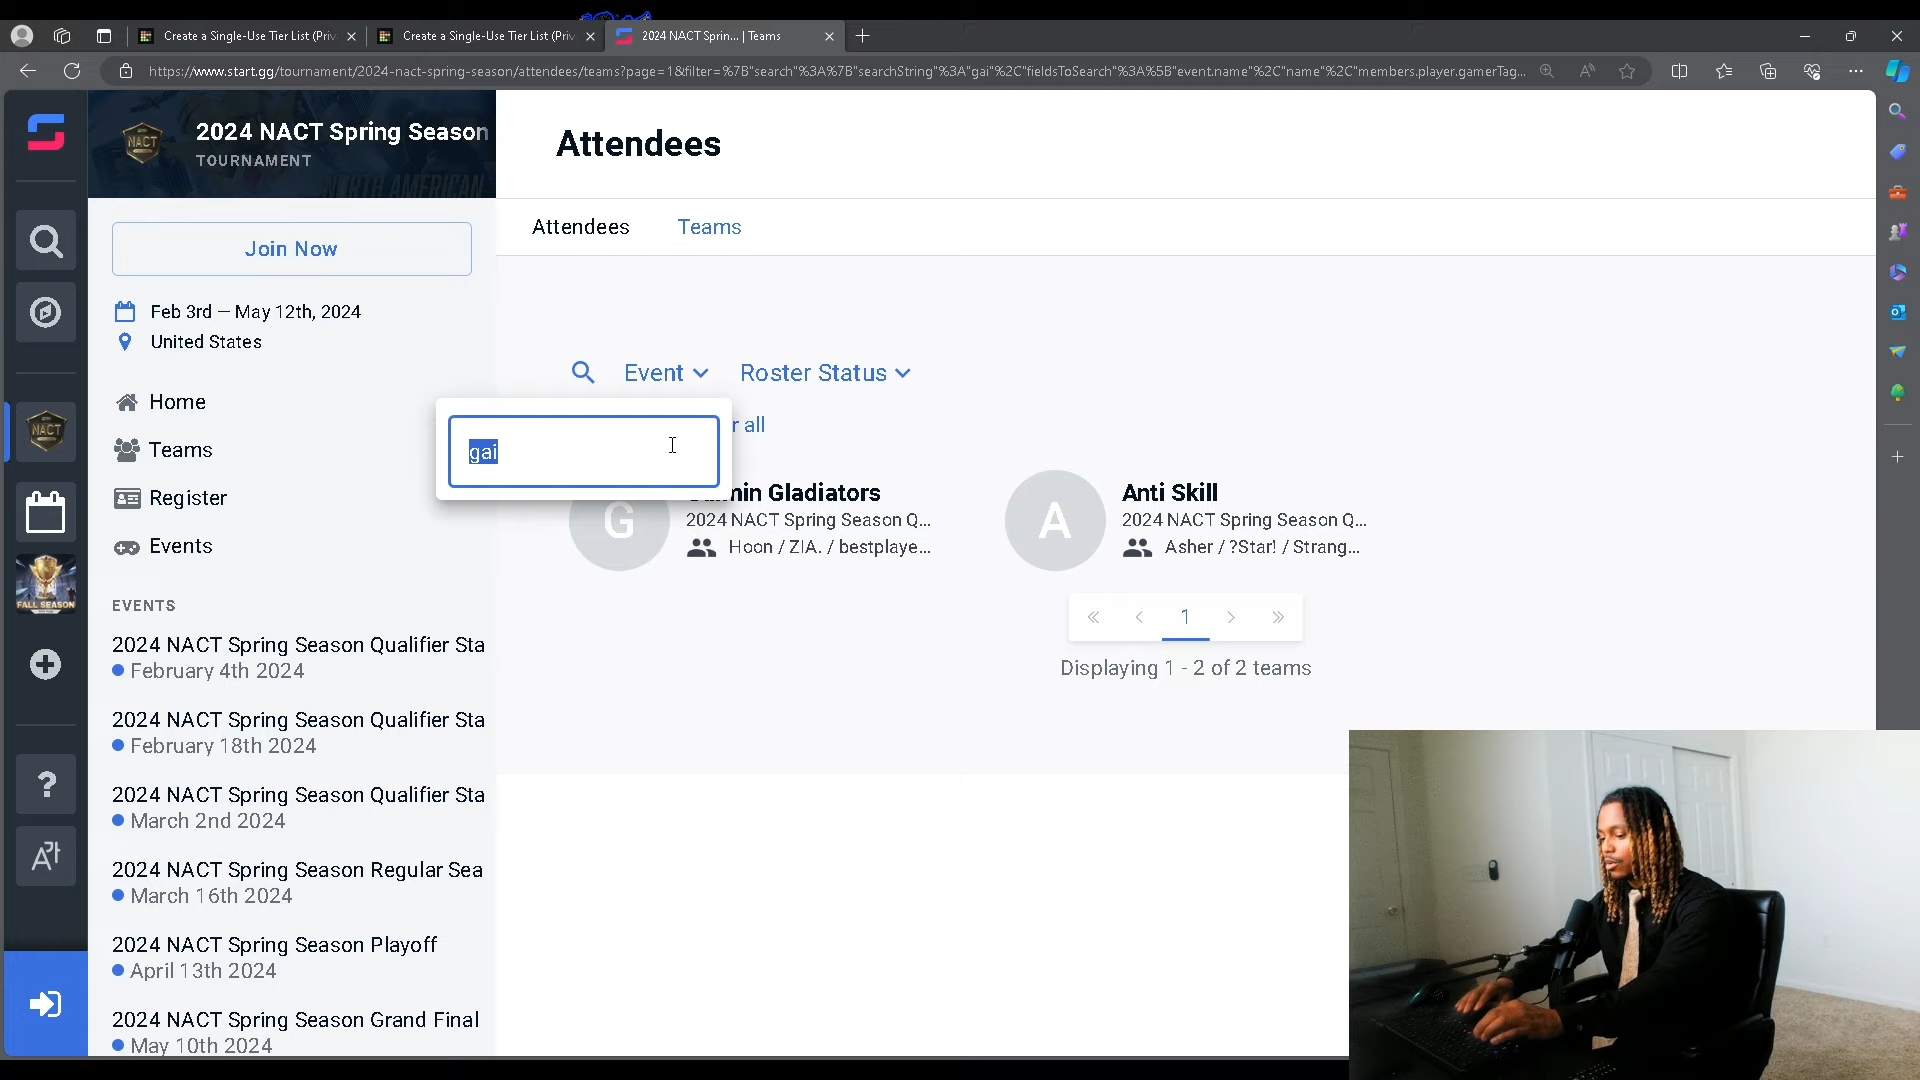 Create a Single-Use Tier List (Priv
Create a Single-Use Tier List (Priv
2024 NACT Sprin... | Teams
https://www.start.gg/tournament/2024-nact-spring-season/attendees/teams?page=1&filter=%7B"search"%3A%7B"searchString"%3A"gai"%2C"fieldsToSearch"%3A%5B"event.name"%2C"name"%2C"members.player.gamerTag...
NACT
2024 NACT Spring Season
TOURNAMENT
NORTH AMERICAN
Attendees
Attendees
Teams
Join Now
Feb 3rd — May 12th, 2024
United States
Home
Teams
Register
Events
EVENTS
2024 NACT Spring Season Qualifier Sta
February 4th 2024
2024 NACT Spring Season Qualifier Sta
February 18th 2024
2024 NACT Spring Season Qualifier Sta
March 2nd 2024
2024 NACT Spring Season Regular Sea
March 16th 2024
2024 NACT Spring Season Playoff
April 13th 2024
2024 NACT Spring Season Grand Final
May 10th 2024
NACT
FALL SEASON
Event
Roster Status
gai
r all
G
min Gladiators
2024 NACT Spring Season Q...
Hoon / ZIA. / bestplaye...
A
Anti Skill
2024 NACT Spring Season Q...
Asher / ?Star! / Strang...
« ‹ 1 › »
Displaying 1 - 2 of 2 teams